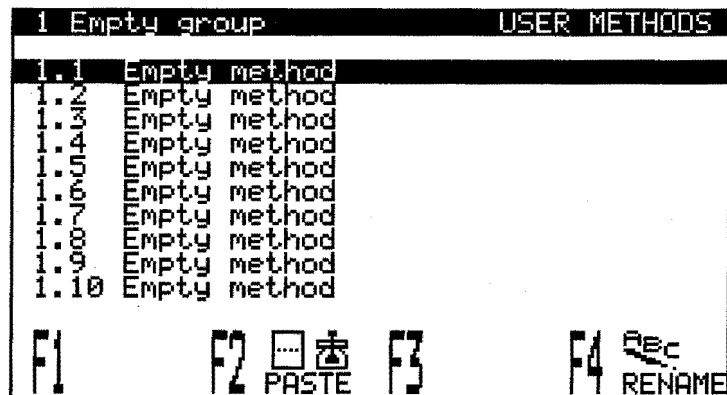 1 Empty group USER METHODS
1.1 Empty method
1.2 Empty method
1.3 Empty method
1.4 Empty method
1.5 Empty method
1.6 Empty method
1.7 Empty method
1.8 Empty method
1.9 Empty method
1.10 Empty method
F1 F2 PASTE F3 F4 ABC RENAME